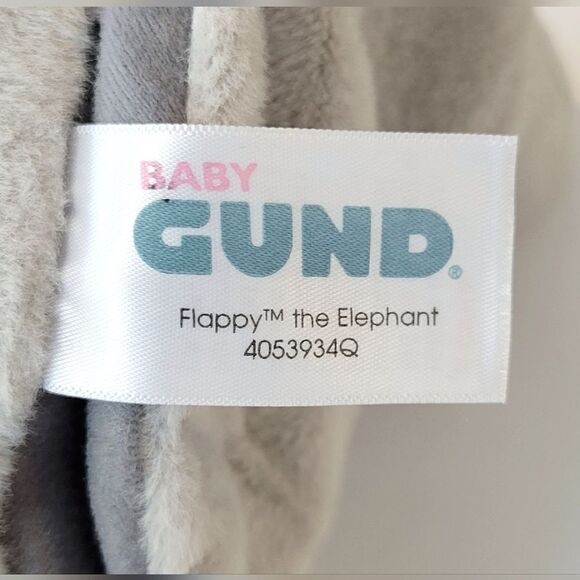 BABY
GUND®
Flappy™ the Elephant
4053934Q